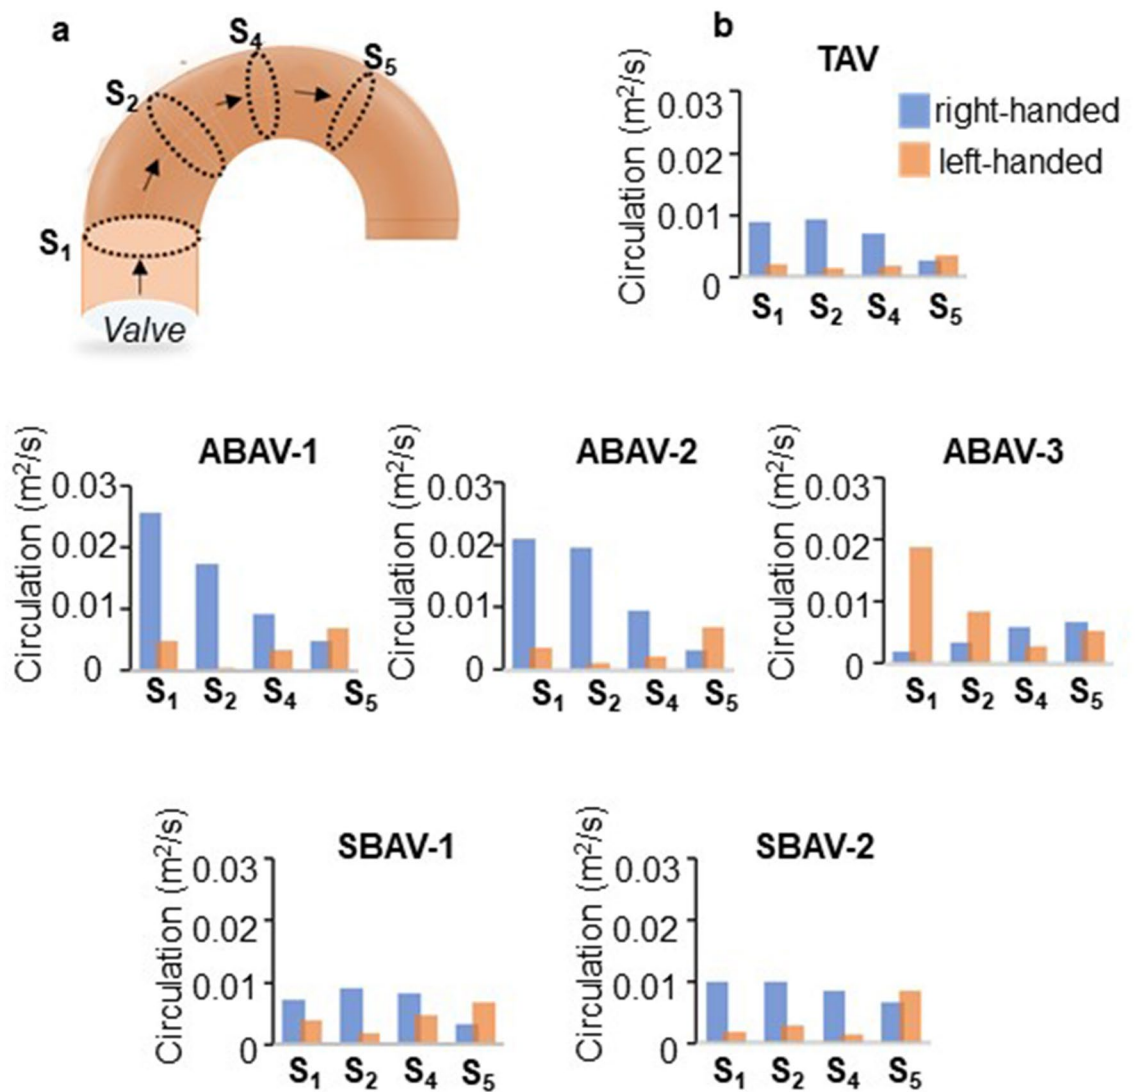 a
S4
S5
S2
S1
Valve
b
TAV
Circulation (m²/s)
0.03
0.02
0.01
0
right-handed
left-handed
S1 S2 S4 S5
ABAV-1
Circulation (m²/s)
0.03
0.02
0.01
0
S1 S2 S4 S5
ABAV-2
Circulation (m²/s)
0.03
0.02
0.01
0
S1 S2 S4 S5
ABAV-3
Circulation (m²/s)
0.03
0.02
0.01
0
S1 S2 S4 S5
SBAV-1
Circulation (m²/s)
0.03
0.02
0.01
0
S1 S2 S4 S5
SBAV-2
Circulation (m²/s)
0.03
0.02
0.01
0
S1 S2 S4 S5